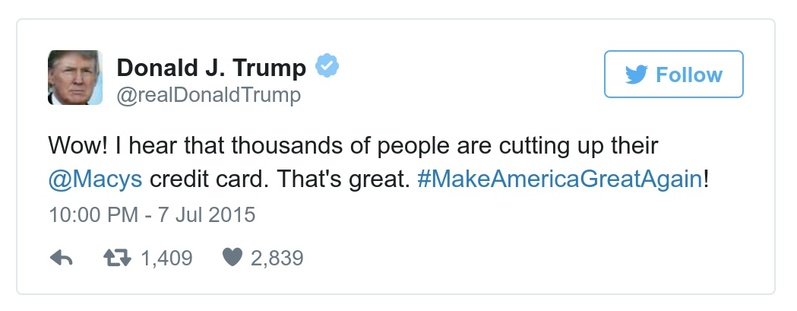 Donald J. Trump
@realDonaldTrump
Follow
Wow! I hear that thousands of people are cutting up their
@Macys credit card. That's great. #MakeAmericaGreatAgain!
10:00 PM - 7 Jul 2015
1,409 2,839